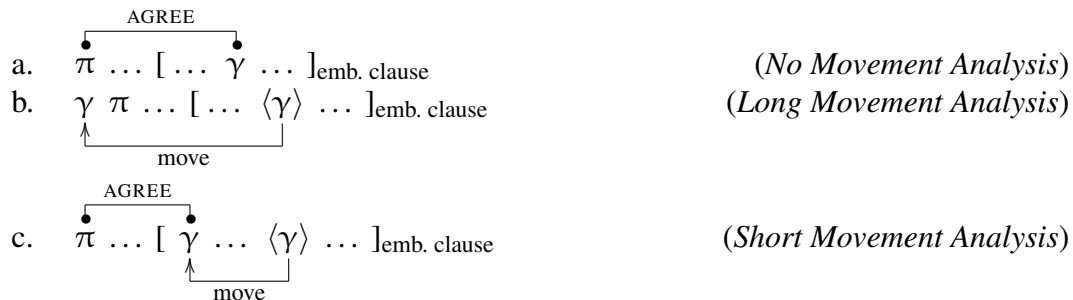 AGREE
a. π … [ … γ … ]emb. clause (No Movement Analysis)
b. γ π … [ … ⟨γ⟩ … ]emb. clause (Long Movement Analysis)
move
AGREE
c. π … [ γ … ⟨γ⟩ … ]emb. clause (Short Movement Analysis)
move